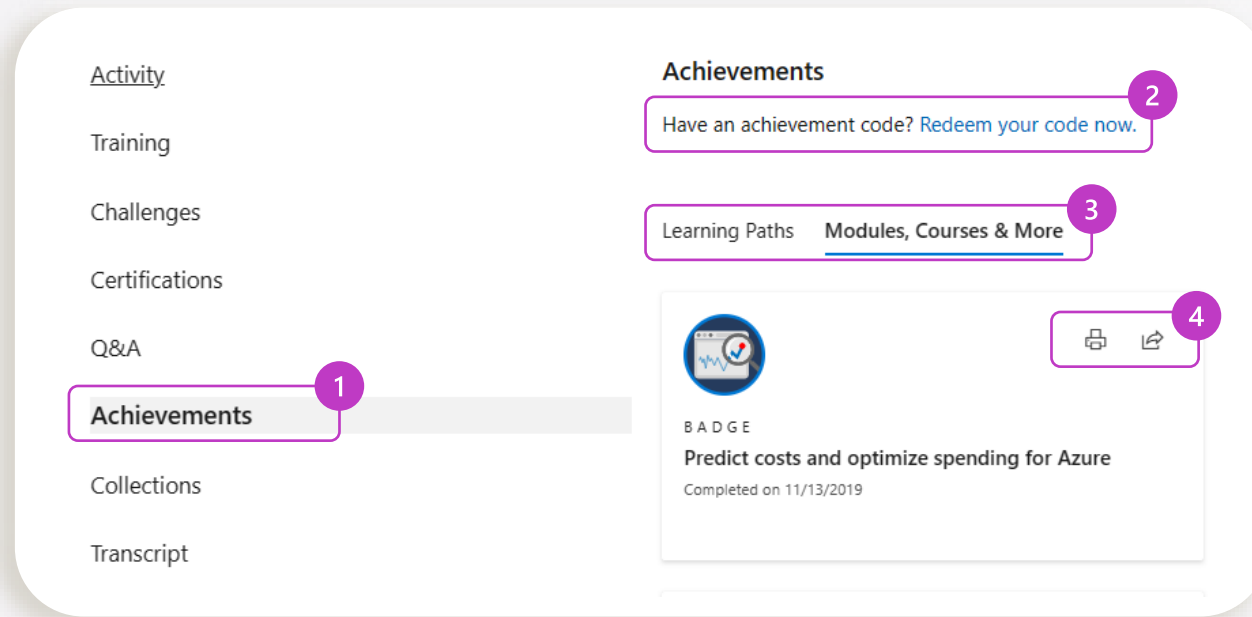 Activity
Training
Challenges
Certifications
Q&A
1
Achievements
Collections
Transcript
Achievements
2
Have an achievement code? Redeem your code now.
3
Learning Paths Modules, Courses & More
4
BADGE
Predict costs and optimize spending for Azure
Completed on 11/13/2019